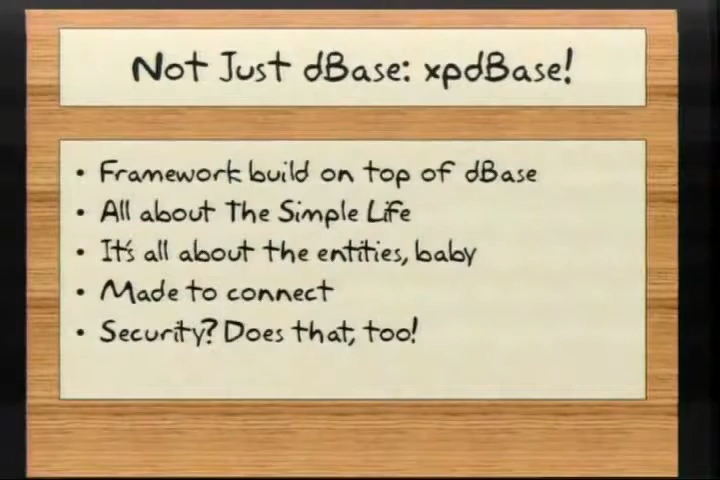 Not Just dBase: xpdBase!
• Framework build on top of dBase
• All about The Simple Life
• It's all about the entities, baby
• Made to connect
• Security? Does that, too!